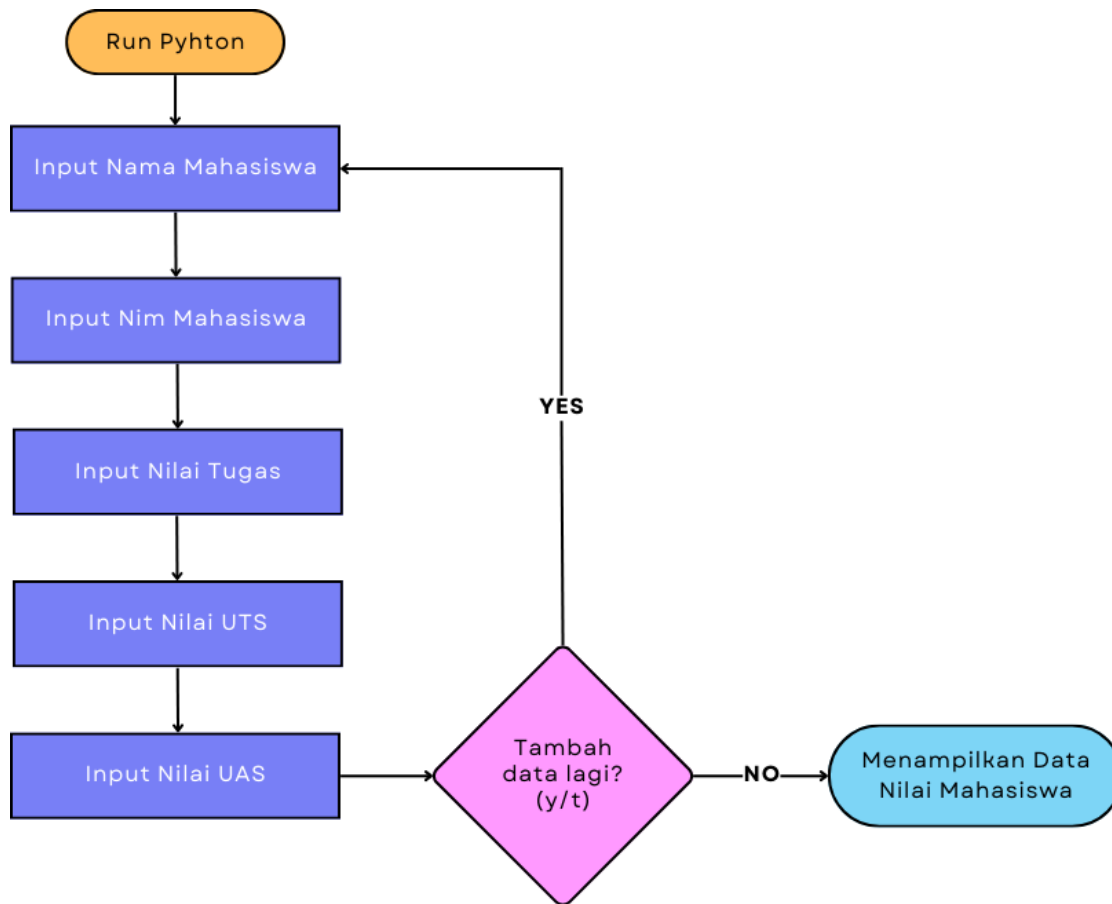 Run Pyhton
Input Nama Mahasiswa
Input Nim Mahasiswa
Input Nilai Tugas
Input Nilai UTS
Input Nilai UAS
Tambah
data lagi?
(y/t)
YES
NO
Menampilkan Data
Nilai Mahasiswa